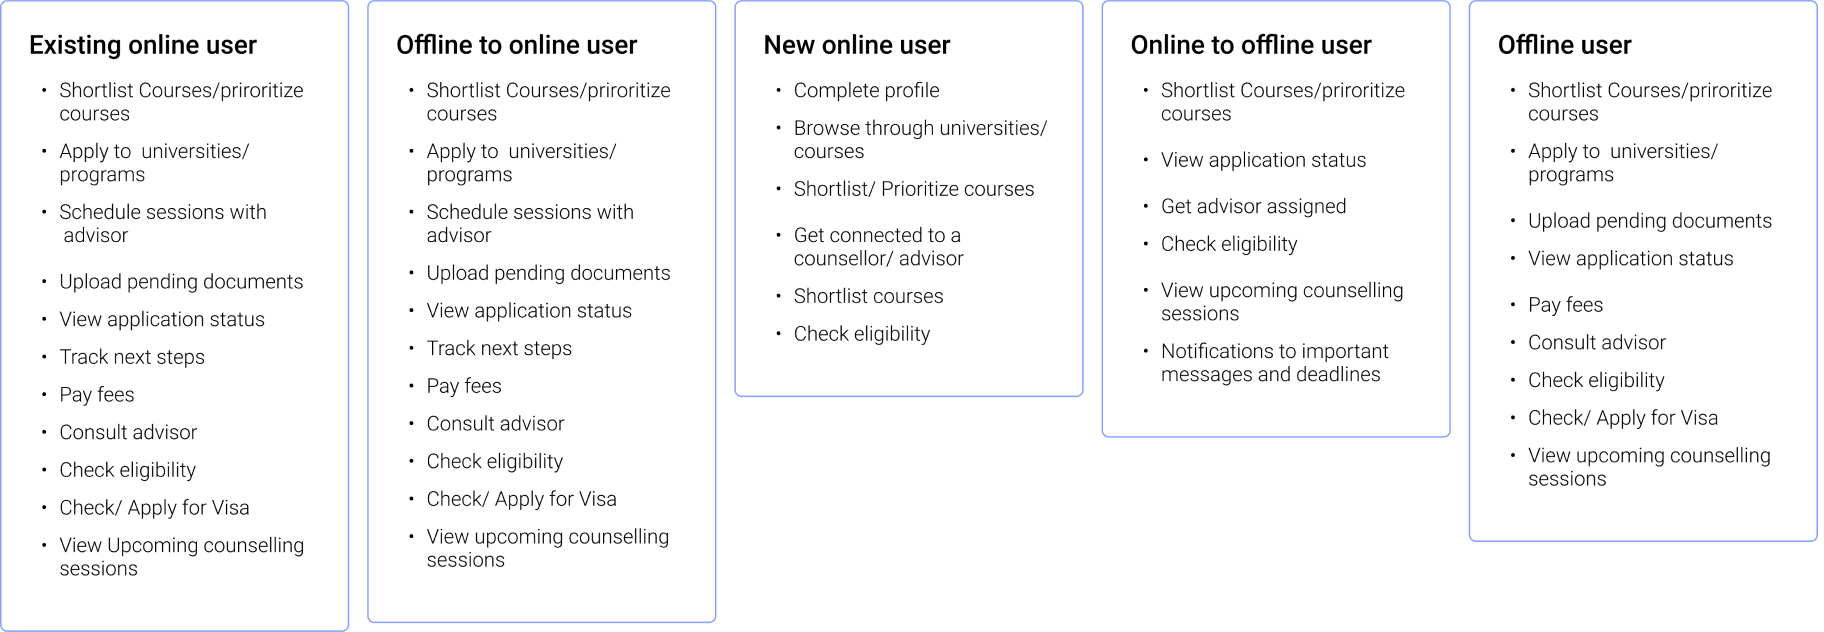 Existing online user
• Shortlist Courses/priroritize
courses
• Apply to  universities/
programs
• Schedule sessions with
advisor
• Upload pending documents
• View application status
• Track next steps
• Pay fees
• Consult advisor
• Check eligibility
• Check/ Apply for Visa
• View Upcoming counselling
sessions
Offline to online user
• Shortlist Courses/priroritize
courses
• Apply to  universities/
programs
• Schedule sessions with
advisor
• Upload pending documents
• View application status
• Track next steps
• Pay fees
• Consult advisor
• Check eligibility
• Check/ Apply for Visa
• View upcoming counselling
sessions
New online user
• Complete profile
• Browse through universities/
courses
• Shortlist/ Prioritize courses
• Get connected to a
counsellor/ advisor
• Shortlist courses
• Check eligibility
Online to offline user
• Shortlist Courses/priroritize
courses
• View application status
• Get advisor assigned
• Check eligibility
• View upcoming counselling
sessions
• Notifications to important
messages and deadlines
Offline user
• Shortlist Courses/priroritize
courses
• Apply to  universities/
programs
• Upload pending documents
• View application status
• Pay fees
• Consult advisor
• Check eligibility
• Check/ Apply for Visa
• View upcoming counselling
sessions